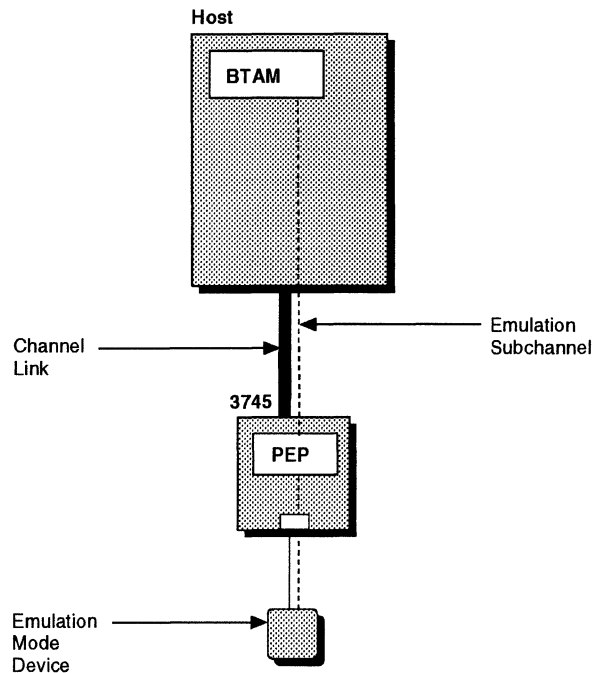 Host
BTAM
Emulation
Subchannel
Channel
Link
3745
PEP
Emulation
Mode
Device